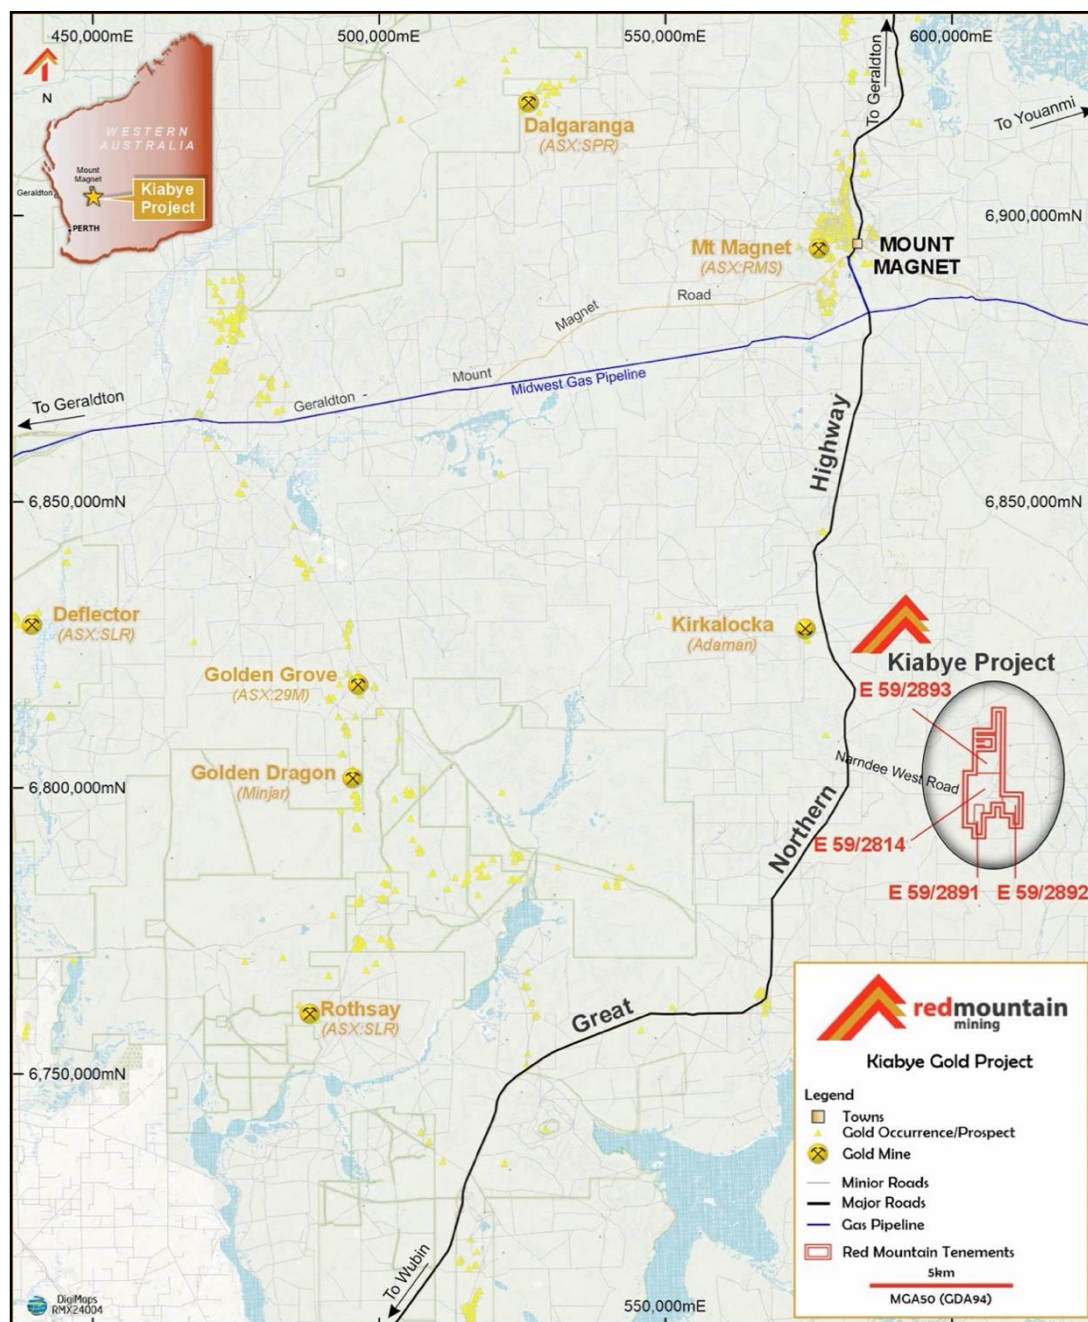 450,000mE
500,000mE
550,000mE
600,000mE
N
WESTERN
AUSTRALIA
Mount
Magnet
Geraldton
Kiabye
Project
PERTH
To Geraldton
To Youanmi
Dalgaranga
(ASX:SPR)
6,900,000mN
Mt Magnet
(ASX:RMS)
MOUNT
MAGNET
Geraldton - Mount Magnet Road
Midwest Gas Pipeline
To Geraldton
6,850,000mN
6,850,000mN
Great Northern Highway
Deflector
(ASX:SLR)
Kirkalocka
(Adaman)
Kiabye Project
E 59/2893
Golden Grove
(ASX:29M)
Narndee West Road
Golden Dragon
(Minjar)
6,800,000mN
E 59/2814
E 59/2891
E 59/2892
Rothsay
(ASX:SLR)
6,750,000mN
To Wubin
550,000mE
DigiMaps
RMX24004
redmountain
mining
Kiabye Gold Project
Legend
Towns
Gold Occurrence/Prospect
Gold Mine
Minior Roads
Major Roads
Gas Pipeline
Red Mountain Tenements
5km
MGA50 (GDA94)